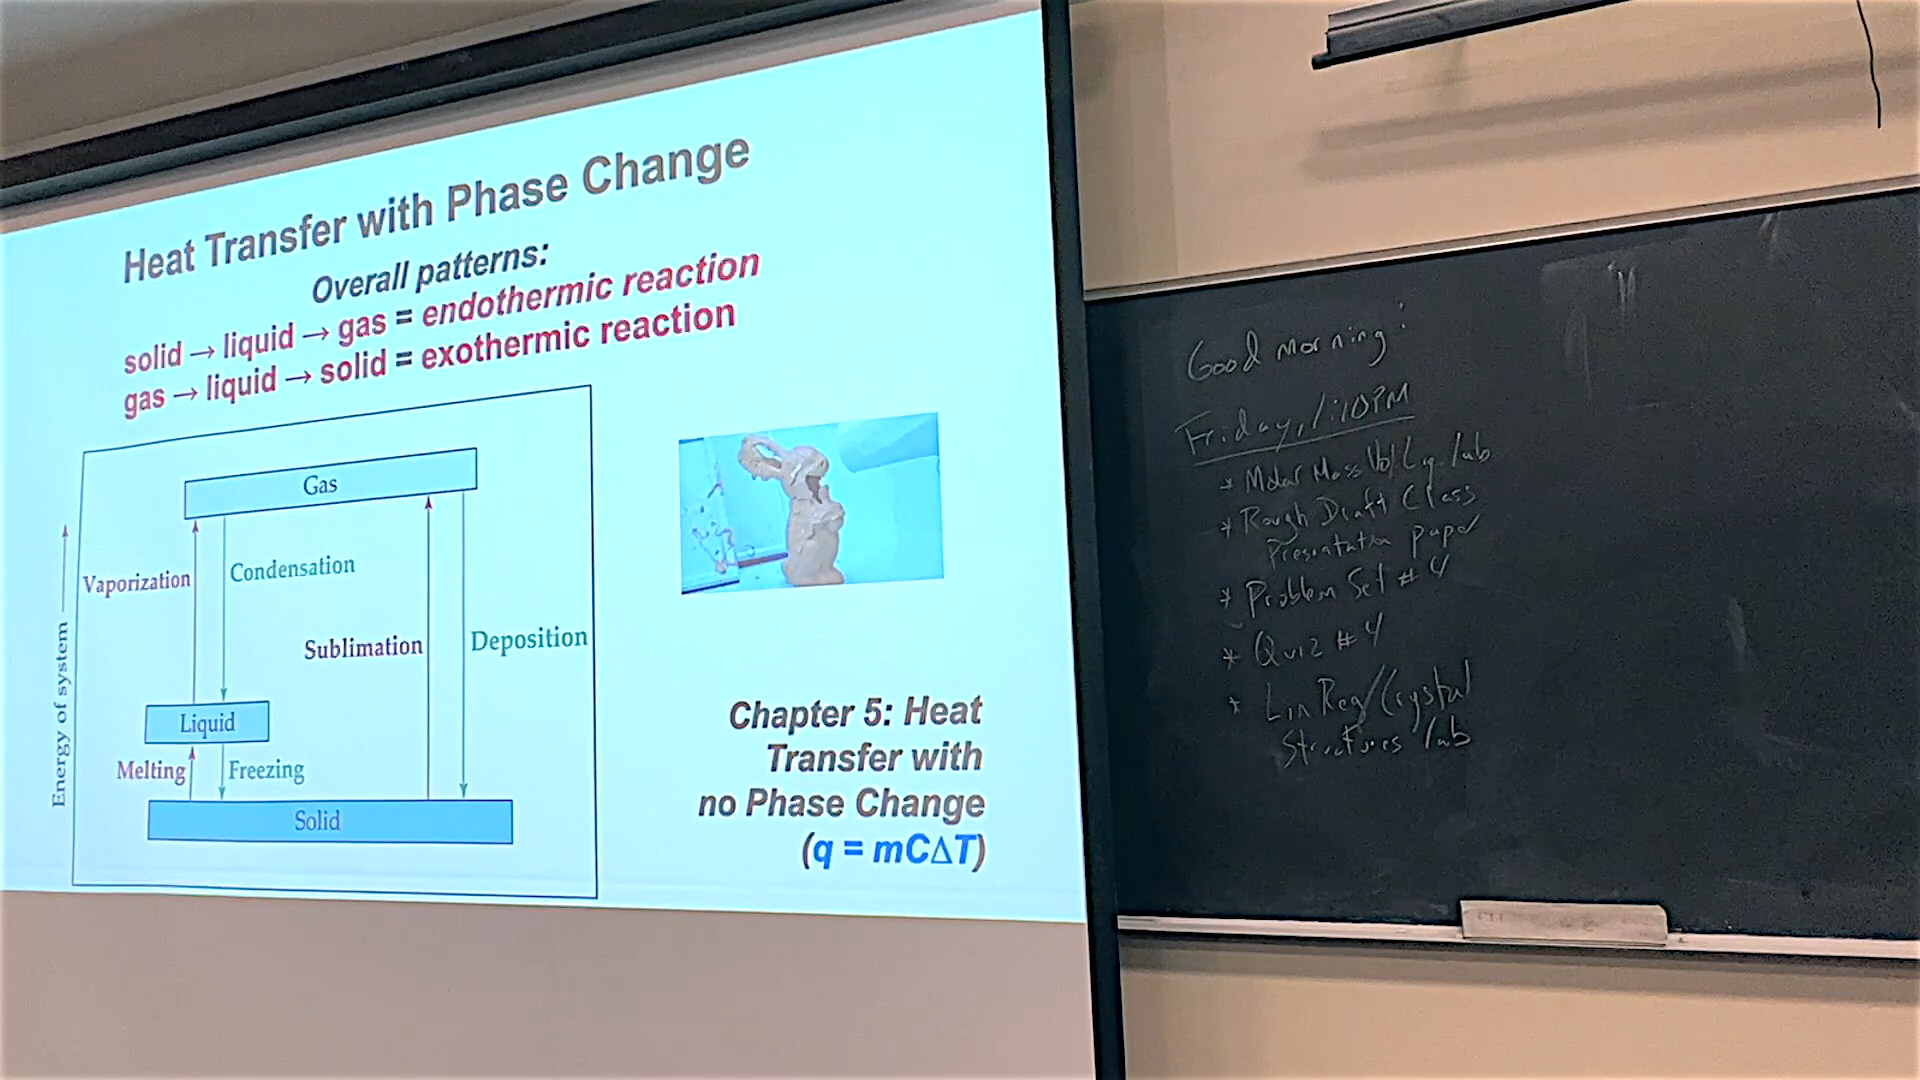 Heat Transfer with Phase Change
Overall patterns:
solid → liquid → gas = endothermic reaction
gas → liquid → solid = exothermic reaction
Energy of system
Gas
Vaporization
Condensation
Sublimation
Deposition
Liquid
Melting
Freezing
Solid
Chapter 5: Heat
Transfer with
no Phase Change
(q = mCΔT)
Good morning:
Friday, 1:10PM
* Molar Mass Vol Liq. lab
* Rough Draft Class
Presentation paper
* Problem Set # 4
* Quiz # 4
* Lin Reg/Crystal
Structures lab